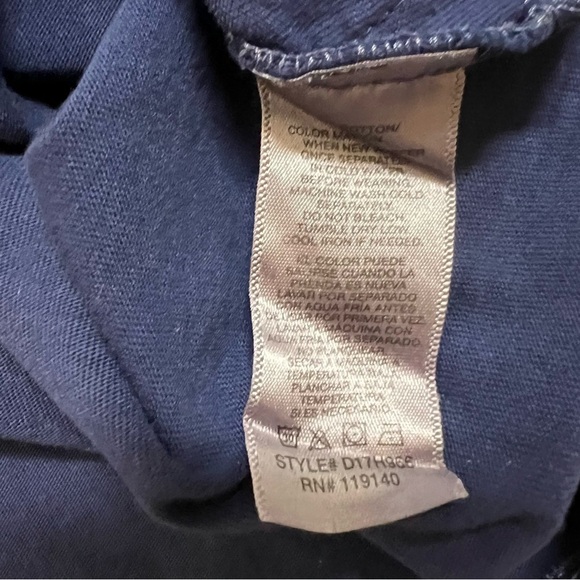 COLOR
WHEN NEW
ONCE SEPARATELY
IN COLD WATER
BEFORE WEARING.
MACHINE WASH COLD
SEPARATELY.
DO NOT BLEACH.
TUMBLE DRY LOW.
COOL IRON IF NEEDED.
EL COLOR PUEDE
SALIRSE CUANDO LA
PRENDA ES NUEVA
LAVAR POR SEPARADO
CON AGUA FRIA ANTES
DE USAR POR PRIMERA VEZ.
LAVAR A MAQUINA CON
AGUA FRIA POR SEPARADO
NO BLANQUEAR
SECAR A MAQUINA
TEMPERATURA BAJA
PLANCHAR A BAJA
TEMPERATURA
SI ES NECESARIO
STYLE# D17H966
RN# 119140